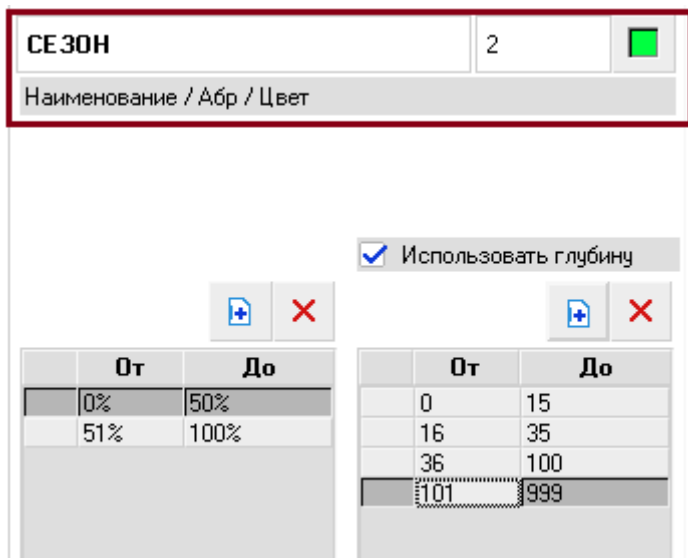 СЕЗОН 2
Наименование / Абр / Цвет
Использовать глубину
От До От До
0% 50% 0 15
51% 100% 16 35
36 100
101 999